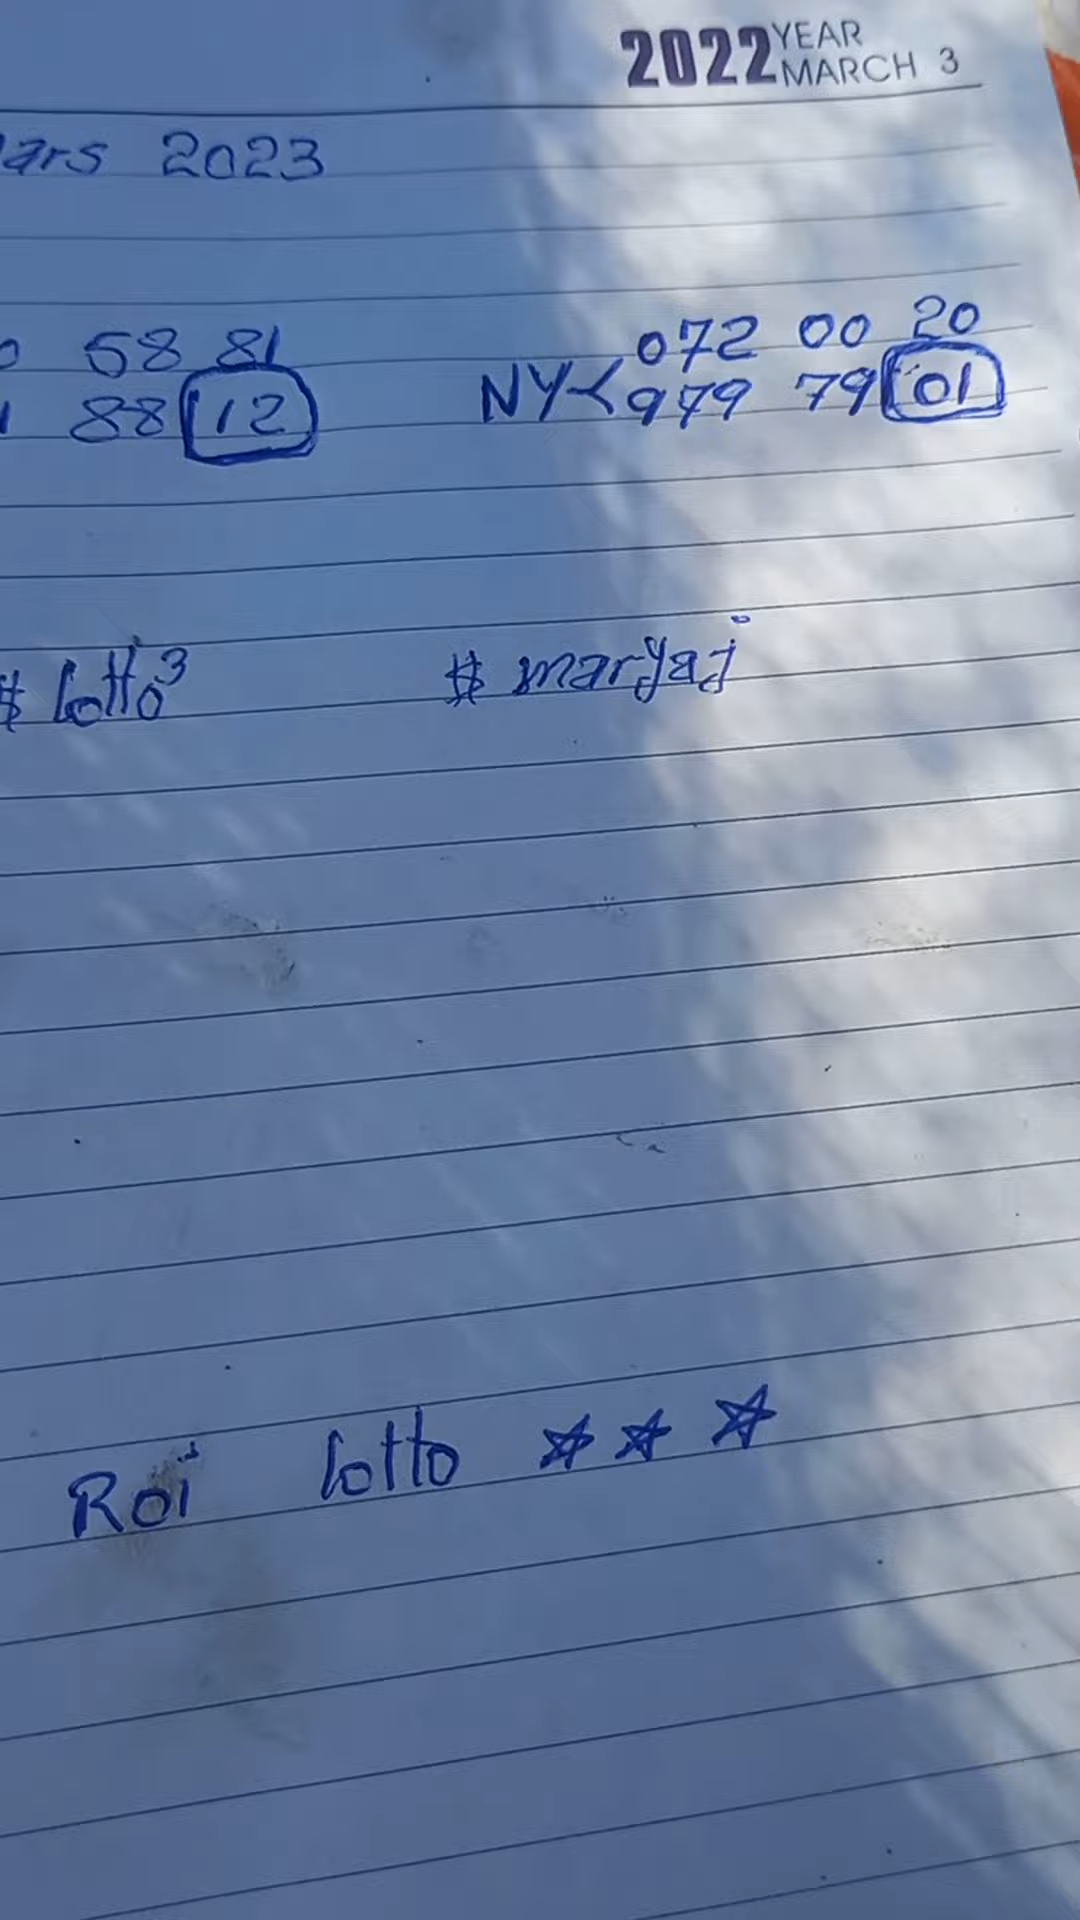 2022 YEAR
MARCH 3
ars 2023
58 81
88 12
NY< 072 00 20
979 79 01
$ lotto3
$ maryaj
Roi lotto ☆ ☆ ☆